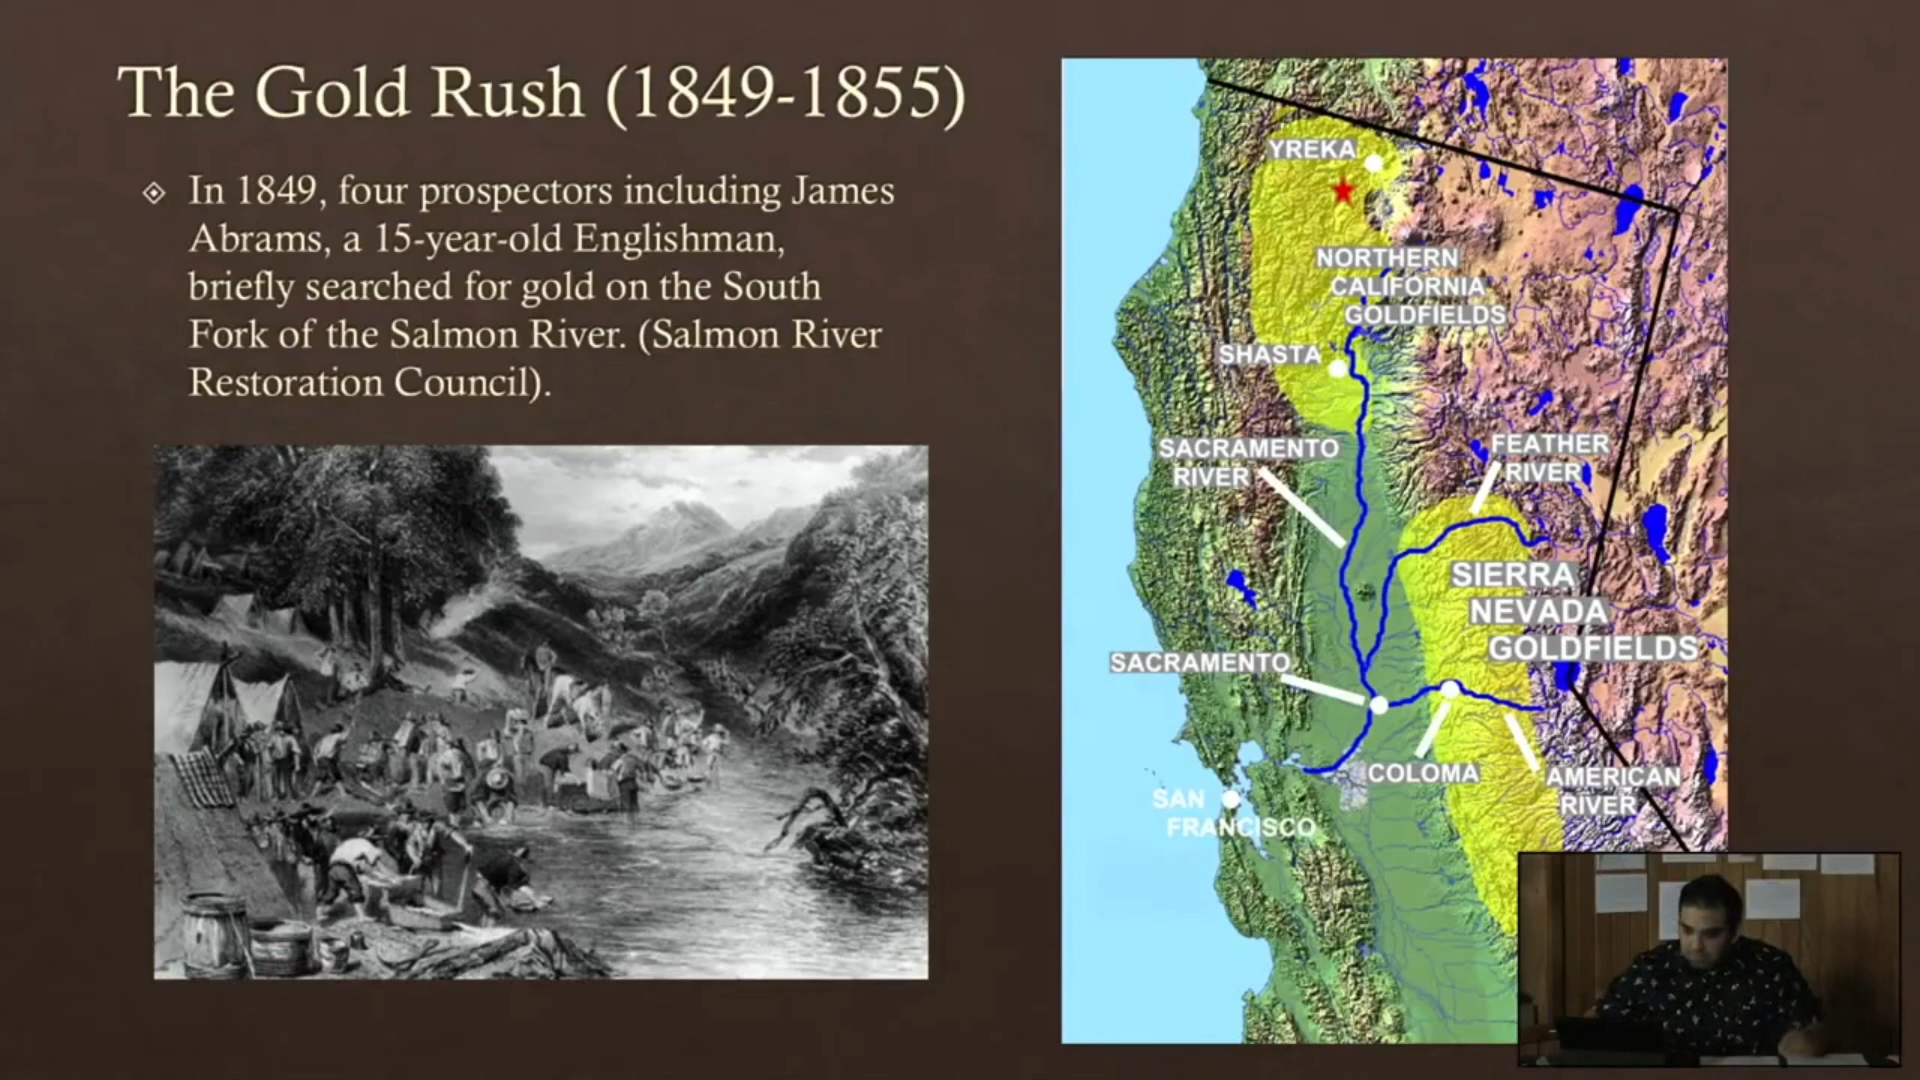 The Gold Rush (1849-1855)
In 1849, four prospectors including James
Abrams, a 15-year-old Englishman,
briefly searched for gold on the South
Fork of the Salmon River. (Salmon River
Restoration Council).
YREKA
NORTHERN
CALIFORNIA
GOLDFIELDS
SHASTA
SACRAMENTO
RIVER
FEATHER
RIVER
SIERRA
NEVADA
GOLDFIELDS
SACRAMENTO
COLOMA
AMERICAN
RIVER
SAN
FRANCISCO